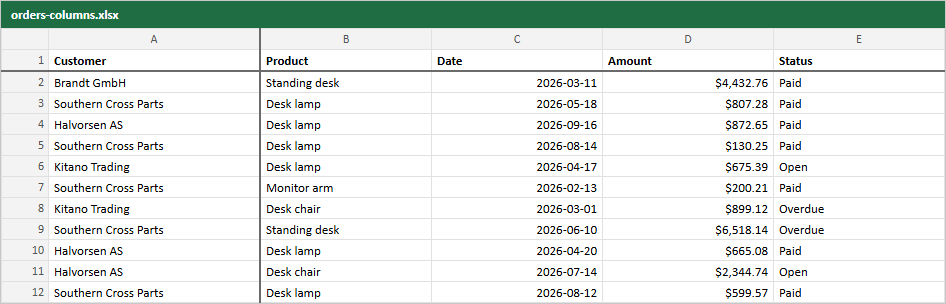 orders-columns.xlsx
A B C D E
1 Customer Product Date Amount Status
2 Brandt GmbH Standing desk 2026-03-11 $4,432.76 Paid
3 Southern Cross Parts Desk lamp 2026-05-18 $807.28 Paid
4 Halvorsen AS Desk lamp 2026-09-16 $872.65 Paid
5 Southern Cross Parts Desk lamp 2026-08-14 $130.25 Paid
6 Kitano Trading Desk lamp 2026-04-17 $675.39 Open
7 Southern Cross Parts Monitor arm 2026-02-13 $200.21 Paid
8 Kitano Trading Desk chair 2026-03-01 $899.12 Overdue
9 Southern Cross Parts Standing desk 2026-06-10 $6,518.14 Overdue
10 Halvorsen AS Desk lamp 2026-04-20 $665.08 Paid
11 Halvorsen AS Desk chair 2026-07-14 $2,344.74 Open
12 Southern Cross Parts Desk lamp 2026-08-12 $599.57 Paid